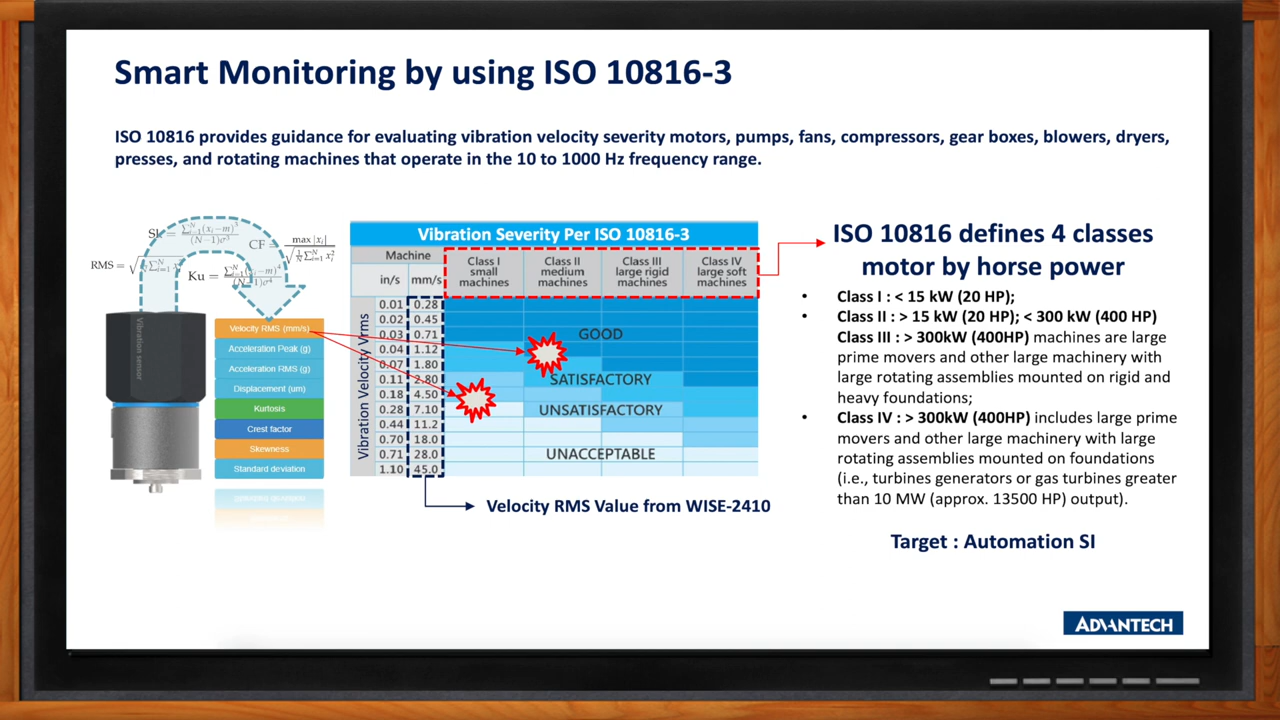 Smart Monitoring by using ISO 10816-3
ISO 10816 provides guidance for evaluating vibration velocity severity motors, pumps, fans, compressors, gear boxes, blowers, dryers,
presses, and rotating machines that operate in the 10 to 1000 Hz frequency range.
RMS =
Ku =
CF = max |xi|
Vibration sensor
Velocity RMS (mm/s)
Acceleration Peak (g)
Acceleration RMS (g)
Displacement (um)
Kurtosis
Crest factor
Skewness
Standard deviation
Vibration Severity Per ISO 10816-3
Machine
in/s mm/s
Class I
small
machines
Class II
medium
machines
Class III
large rigid
machines
Class IV
large soft
machines
Vibration Velocity Vrms
0.01 0.28
0.02 0.45
0.03 0.71
0.04 1.12
0.07 1.80
0.11 2.80
0.18 4.50
0.28 7.10
0.44 11.2
0.70 18.0
0.71 28.0
1.10 45.0
GOOD
SATISFACTORY
UNSATISFACTORY
UNACCEPTABLE
Velocity RMS Value from WISE-2410
ISO 10816 defines 4 classes
motor by horse power
• Class I : < 15 kW (20 HP);
• Class II : > 15 kW (20 HP); < 300 kW (400 HP)
Class III : > 300kW (400HP) machines are large
prime movers and other large machinery with
large rotating assemblies mounted on rigid and
heavy foundations;
• Class IV : > 300kW (400HP) includes large prime
movers and other large machinery with large
rotating assemblies mounted on foundations
(i.e., turbines generators or gas turbines greater
than 10 MW (approx. 13500 HP) output).
Target : Automation SI
ADVANTECH